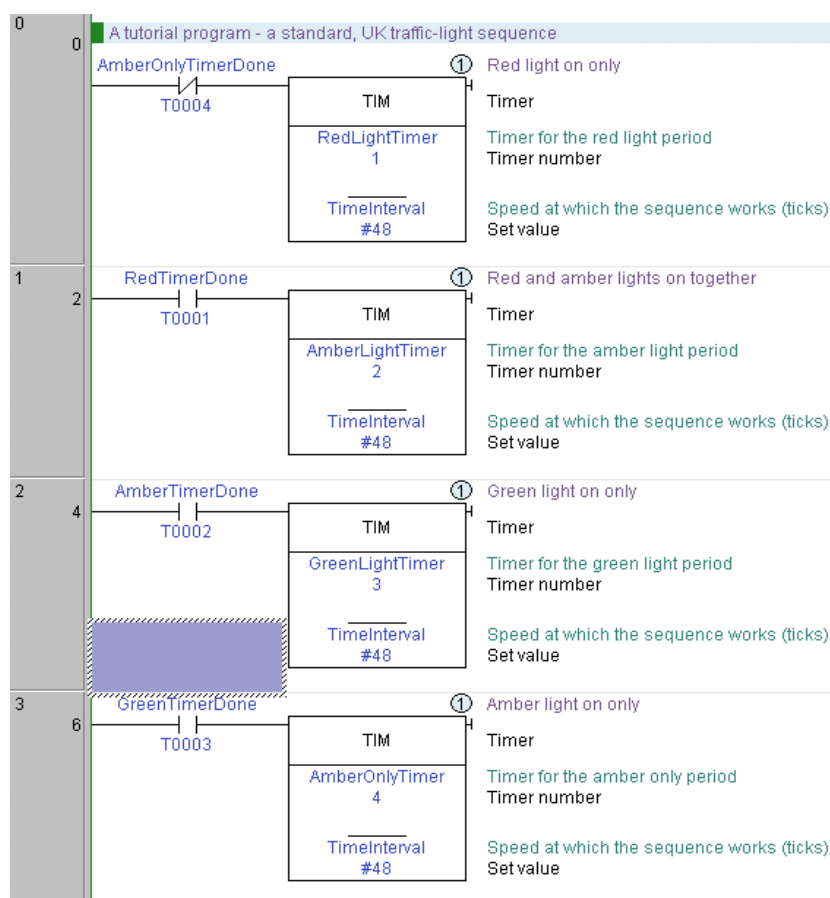 0
0
A tutorial program - a standard, UK traffic-light sequence
AmberOnlyTimerDone
1
Red light on only
T0004
TIM
Timer
RedLightTimer
Timer for the red light period
1
Timer number
TimeInterval
Speed at which the sequence works (ticks)
#48
Set value
1
RedTimerDone
1
Red and amber lights on together
2
T0001
TIM
Timer
AmberLightTimer
Timer for the amber light period
2
Timer number
TimeInterval
Speed at which the sequence works (ticks)
#48
Set value
2
AmberTimerDone
1
Green light on only
4
T0002
TIM
Timer
GreenLightTimer
Timer for the green light period
3
Timer number
TimeInterval
Speed at which the sequence works (ticks)
#48
Set value
3
GreenTimerDone
1
Amber light on only
6
T0003
TIM
Timer
AmberOnlyTimer
Timer for the amber only period
4
Timer number
TimeInterval
Speed at which the sequence works (ticks)
#48
Set value